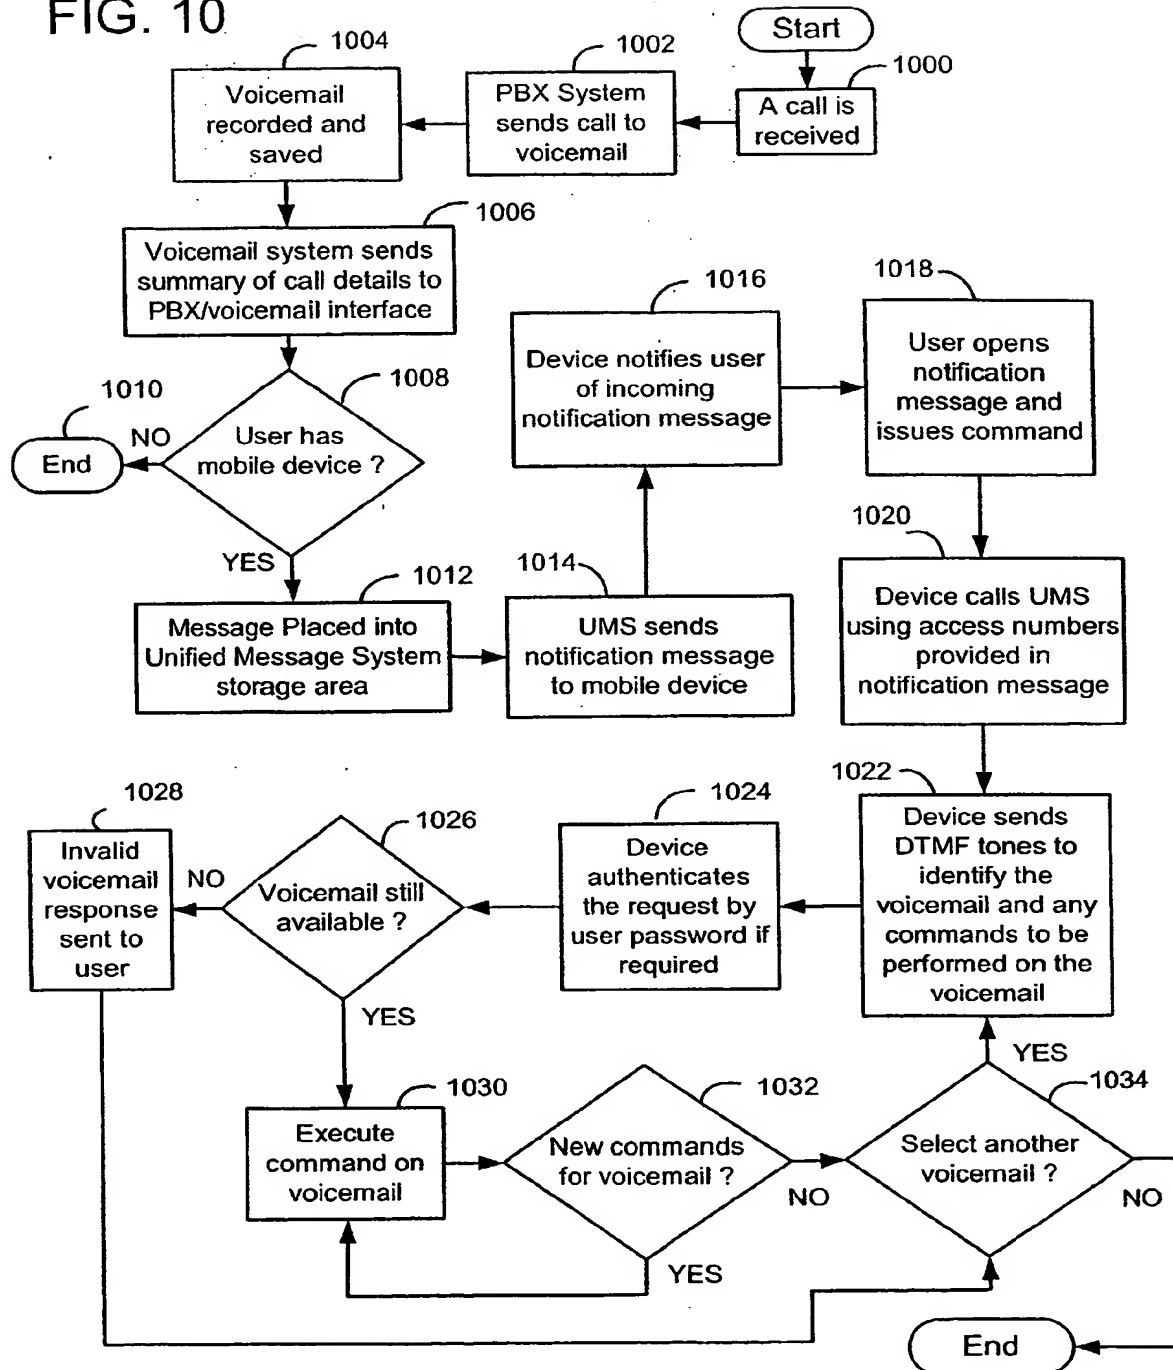 FIG. 10
Start
1000
A call is
received
1002
PBX System
sends call to
voicemail
1004
Voicemail
recorded and
saved
1006
Voicemail system sends
summary of call details to
PBX/voicemail interface
1008
User has
mobile device ?
NO
1010
End
YES
1012
Message Placed into
Unified Message System
storage area
1014
UMS sends
notification message
to mobile device
1016
Device notifies user
of incoming
notification message
1018
User opens
notification
message and
issues command
1020
Device calls UMS
using access numbers
provided in
notification message
1022
Device sends
DTMF tones to
identify the
voicemail and any
commands to be
performed on the
voicemail
1024
Device
authenticates
the request by
user password if
required
1026
Voicemail still
available ?
NO
1028
Invalid
voicemail
response
sent to
user
YES
1030
Execute
command on
voicemail
1032
New commands
for voicemail ?
YES
NO
1034
Select another
voicemail ?
YES
NO
End